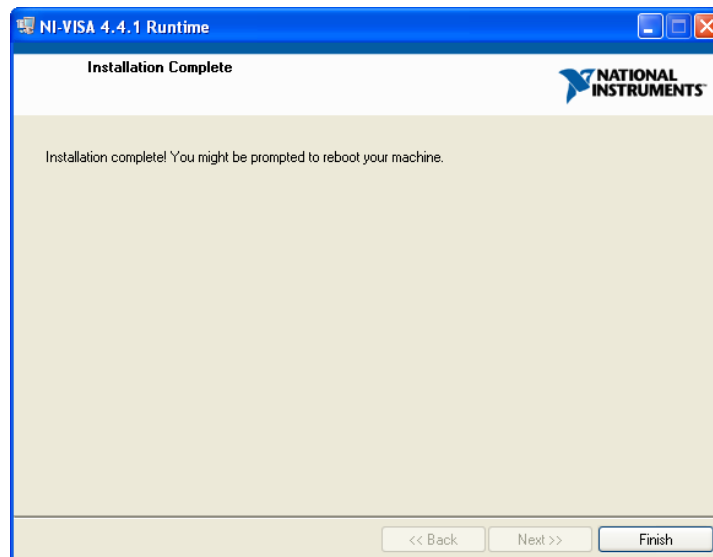 NI-VISA 4.4.1 Runtime
Installation Complete
NATIONAL
INSTRUMENTS™
Installation complete! You might be prompted to reboot your machine.
<< Back
Next >>
Finish